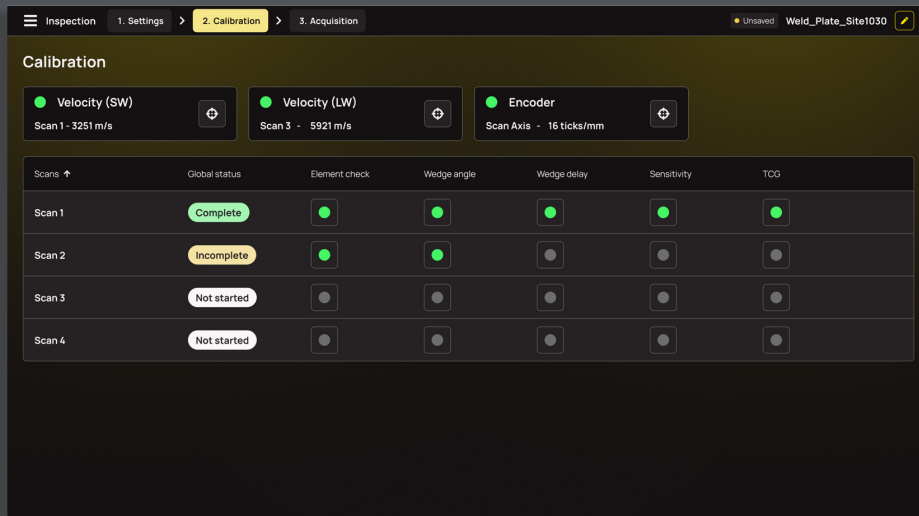 Inspection 1. Settings 2. Calibration 3. Acquisition Unsaved Weld_Plate_Site1030
Calibration
Velocity (SW)
Scan 1 - 3251 m/s
Velocity (LW)
Scan 3 - 5921 m/s
Encoder
Scan Axis - 16 ticks/mm
Scans Global status Element check Wedge angle Wedge delay Sensitivity TCG
Scan 1 Complete
Scan 2 Incomplete
Scan 3 Not started
Scan 4 Not started